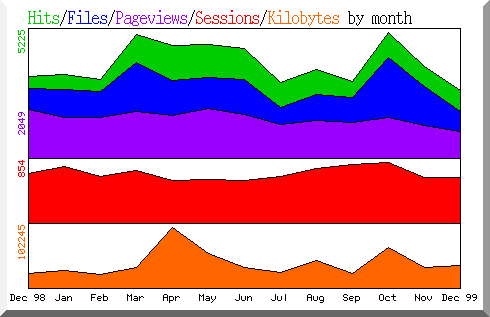 Hits/Files/Pageviews/Sessions/Kilobytes by month
5225
2049
854
102245
Dec 98 Jan Feb Mar Apr May Jun Jul Aug Sep Oct Nov Dec 99